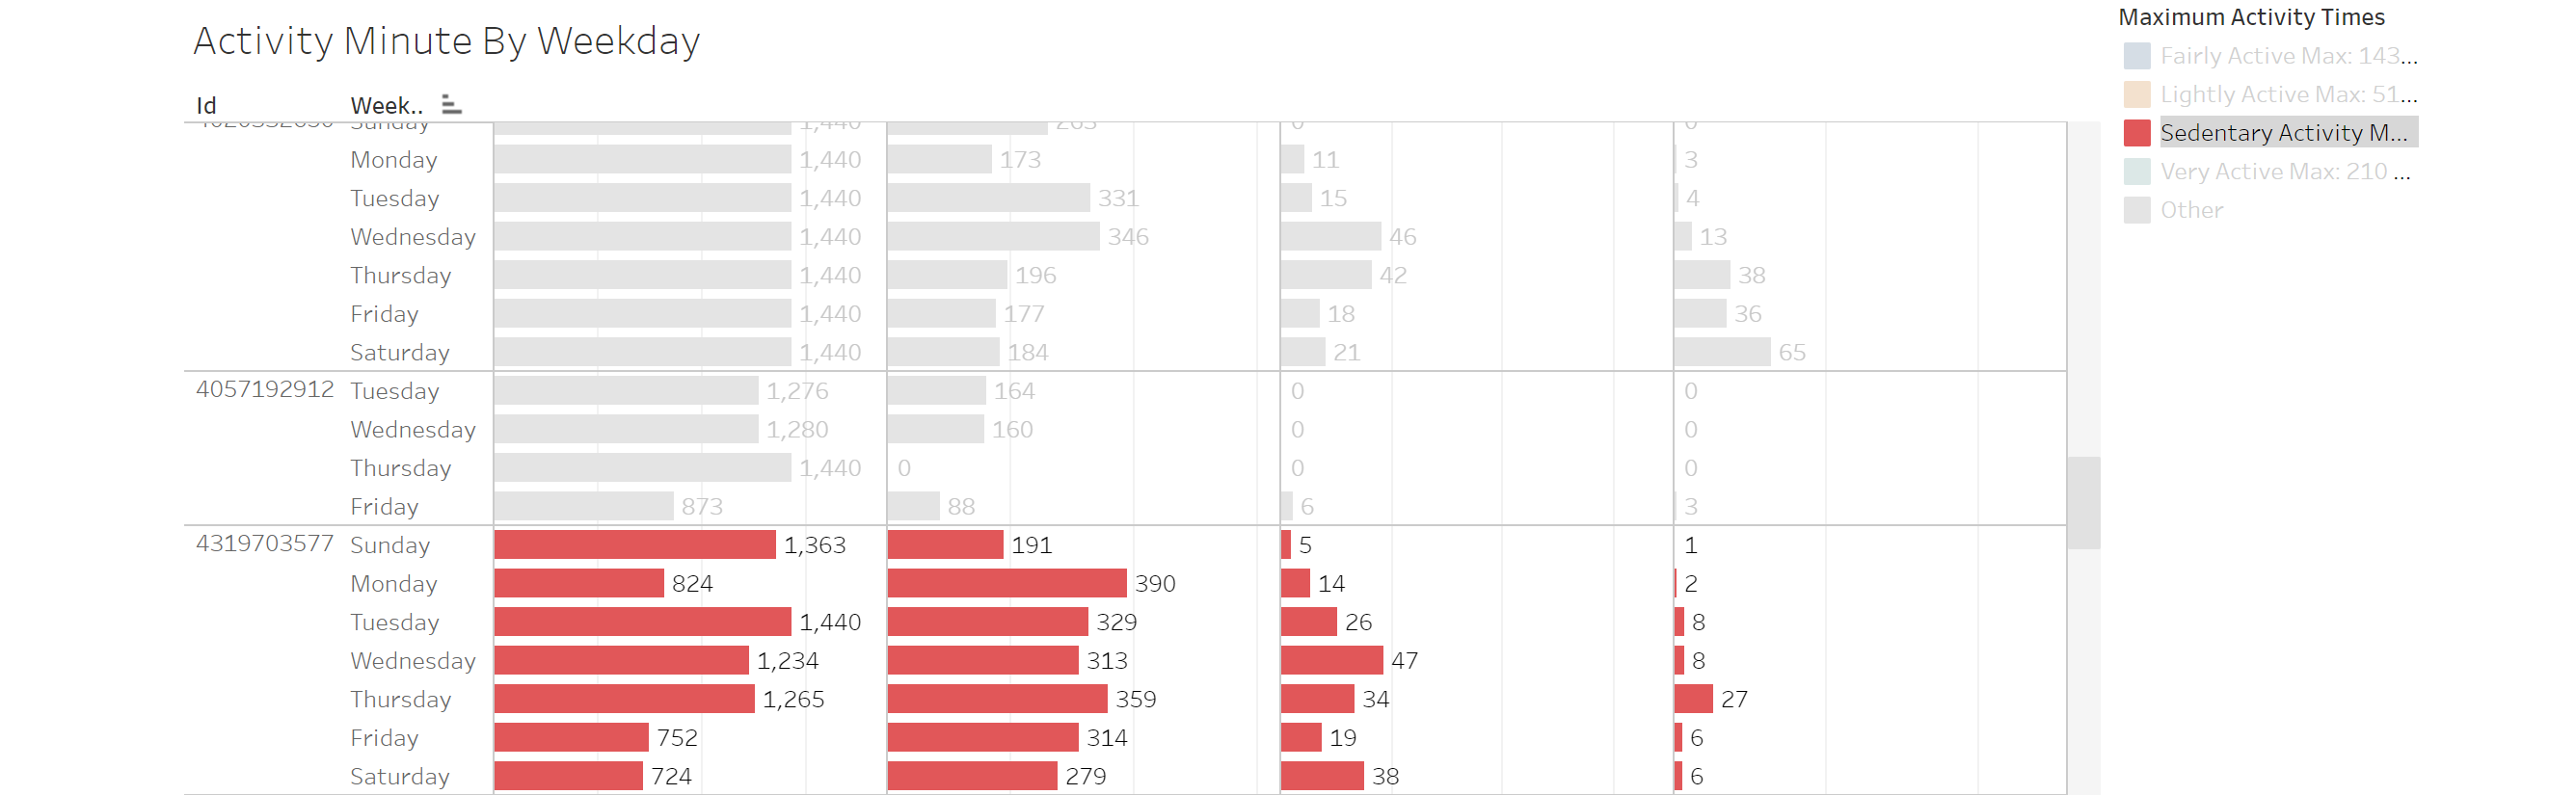 Activity Minute By Weekday
Maximum Activity Times
Fairly Active Max: 143...
Lightly Active Max: 51...
Sedentary Activity M...
Very Active Max: 210 ...
Other
Id Week..
Sunday 1,440 263 0 0
Monday 1,440 173 11 3
Tuesday 1,440 331 15 4
Wednesday 1,440 346 46 13
Thursday 1,440 196 42 38
Friday 1,440 177 18 36
Saturday 1,440 184 21 65
4057192912 Tuesday 1,276 164 0 0
Wednesday 1,280 160 0 0
Thursday 1,440 0 0 0
Friday 873 88 6 3
4319703577 Sunday 1,363 191 5 1
Monday 824 390 14 2
Tuesday 1,440 329 26 8
Wednesday 1,234 313 47 8
Thursday 1,265 359 34 27
Friday 752 314 19 6
Saturday 724 279 38 6